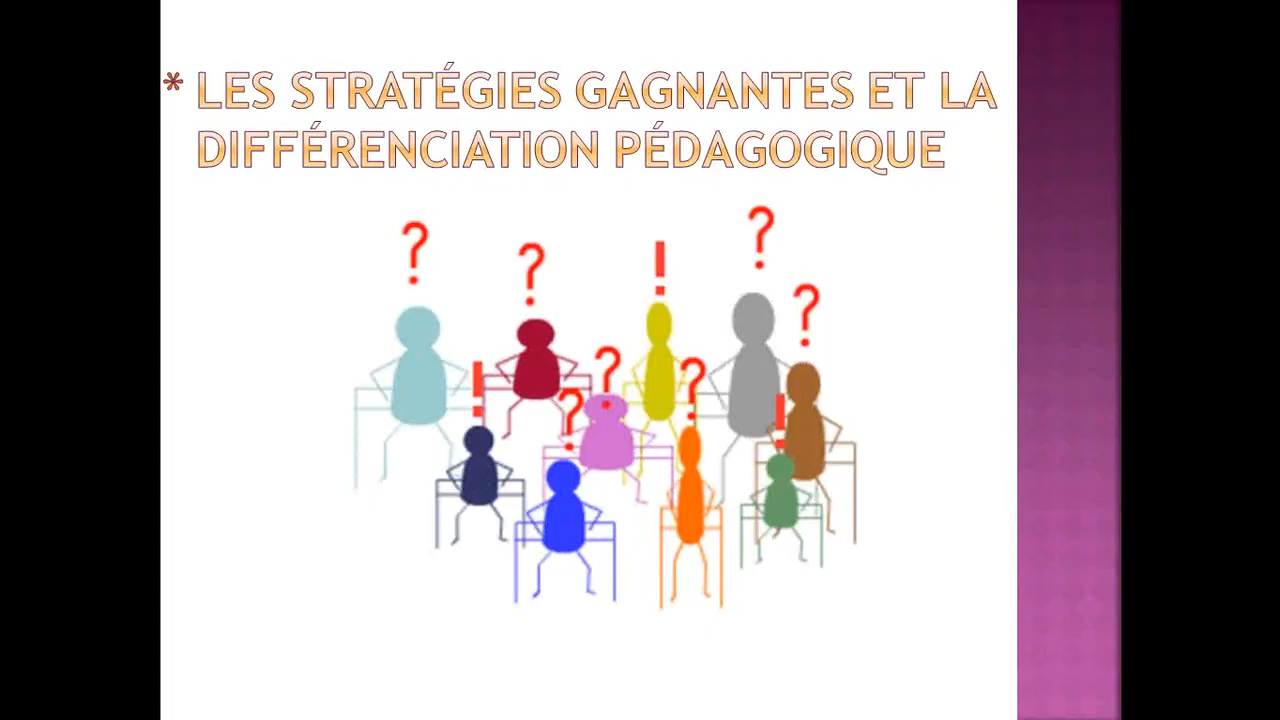 * LES STRATÉGIES GAGNANTES ET LA
DIFFÉRENCIATION PÉDAGOGIQUE
? ? ! ? ?
! ? ? ? !